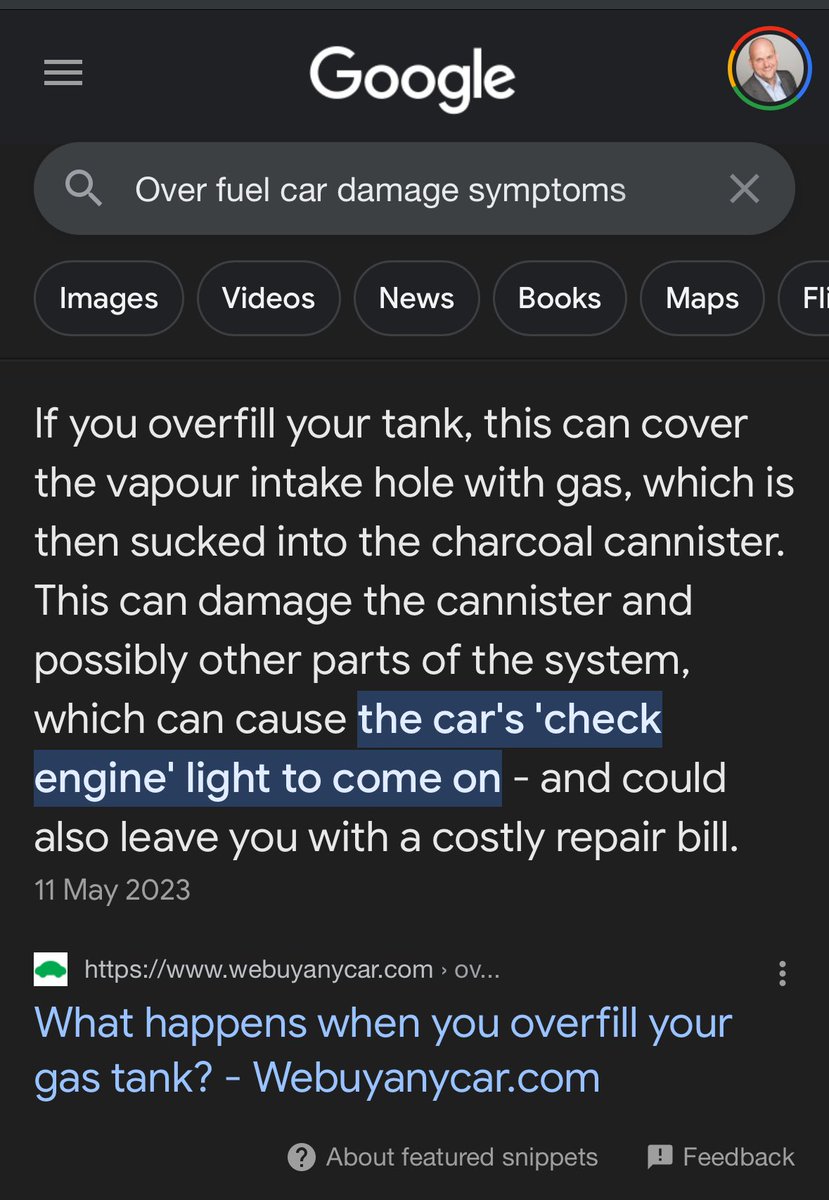 Google
Over fuel car damage symptoms
Images Videos News Books Maps Fli
If you overfill your tank, this can cover
the vapour intake hole with gas, which is
then sucked into the charcoal cannister.
This can damage the cannister and
possibly other parts of the system,
which can cause the car's 'check
engine' light to come on - and could
also leave you with a costly repair bill.
11 May 2023
https://www.webuyanycar.com › ov...
What happens when you overfill your
gas tank? - Webuyanycar.com
About featured snippets Feedback